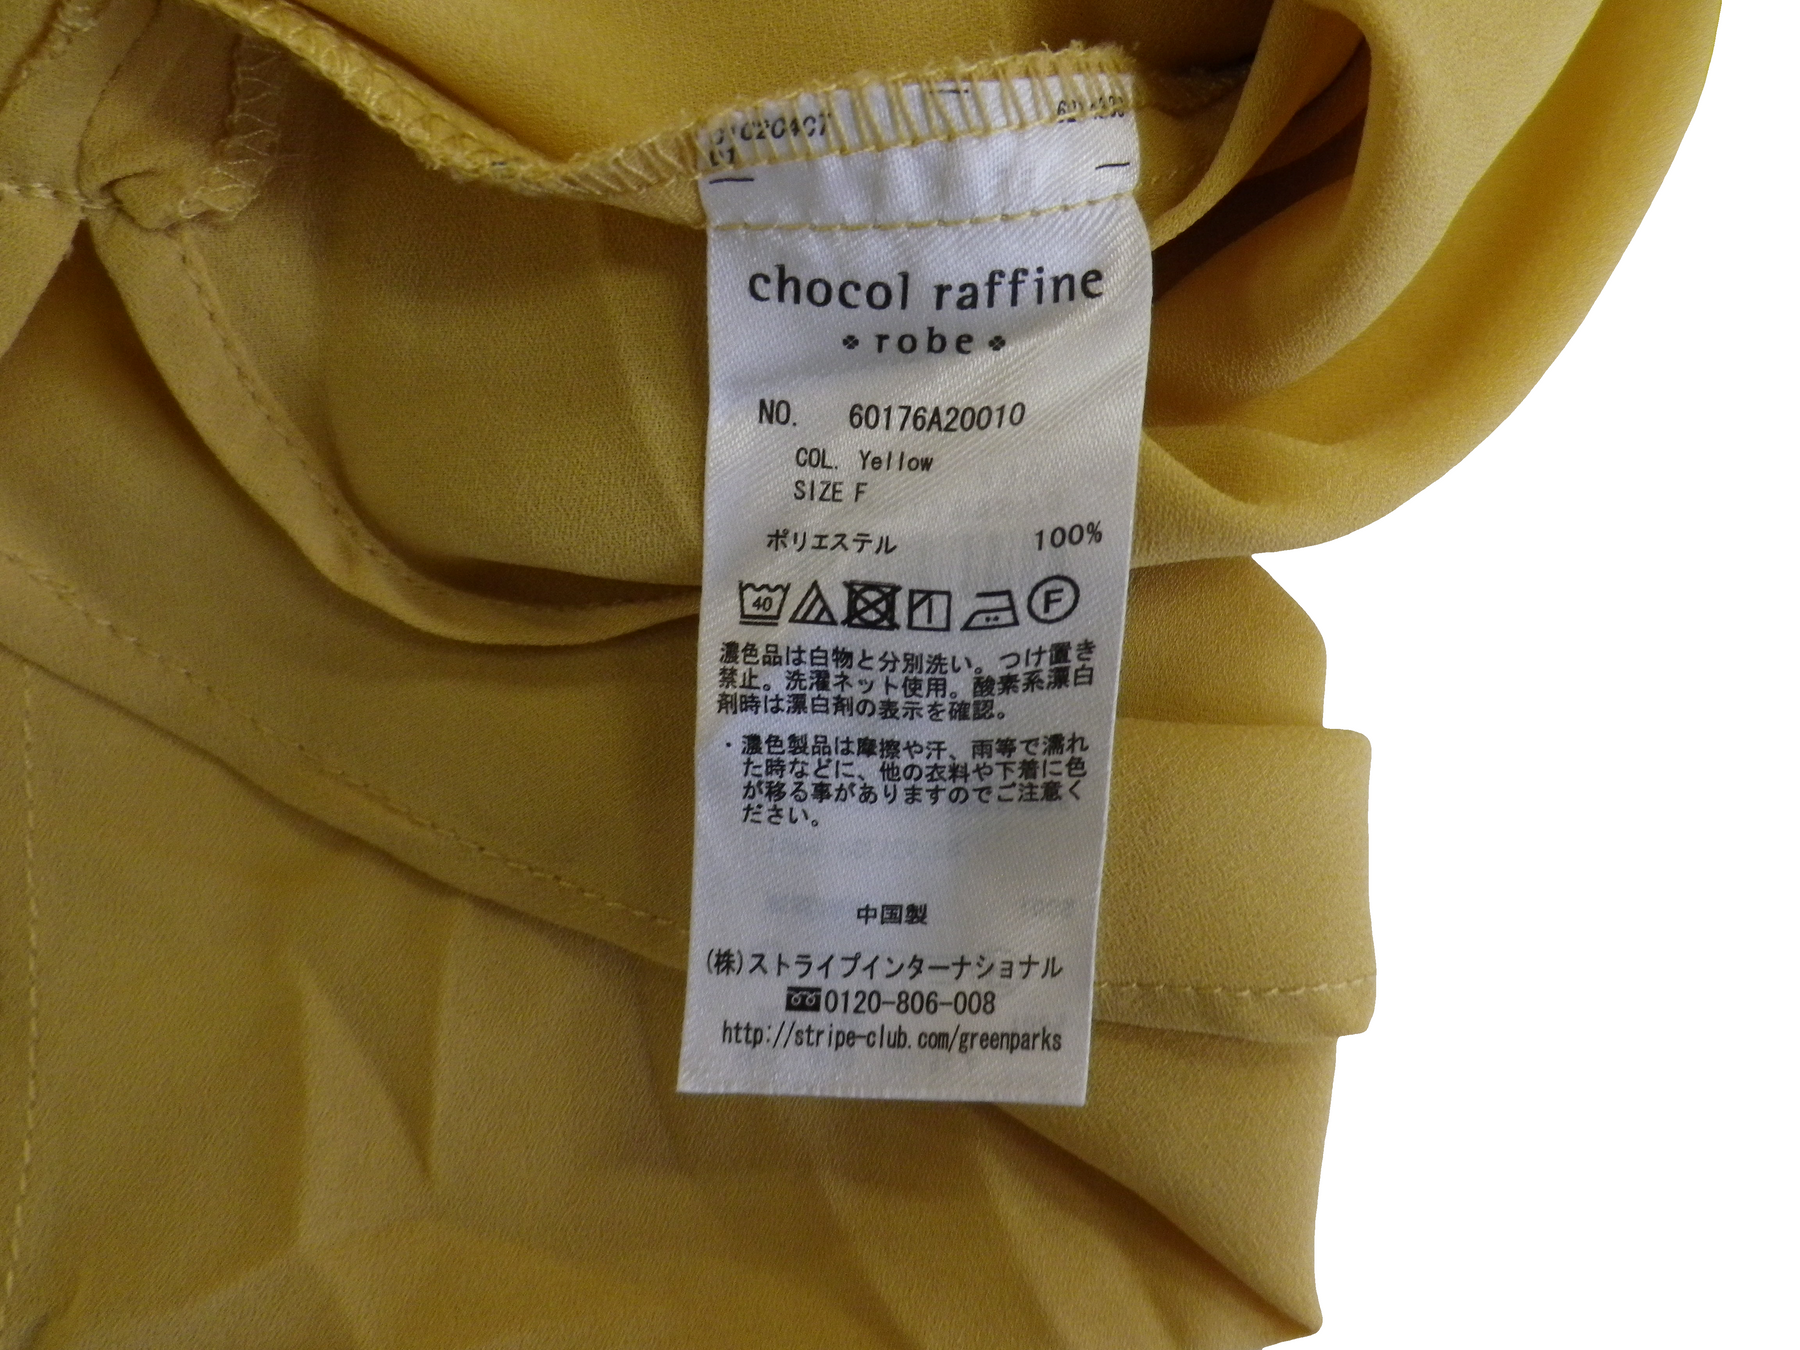 chocol raffine
robe
NO. 60176A20010
COL. Yellow
SIZE F
ポリエステル 100%
40
F
濃色品は白物と分別洗い。つけ置き
禁止。洗濯ネット使用。酸素系漂白
剤時は漂白剤の表示を確認。
・濃色製品は摩擦や汗、雨等で濡れ
た時などに、他の衣料や下着に色
が移る事がありますのでご注意く
ださい。
中国製
(株)ストライプインターナショナル
0120-806-008
http://stripe-club.com/greenparks